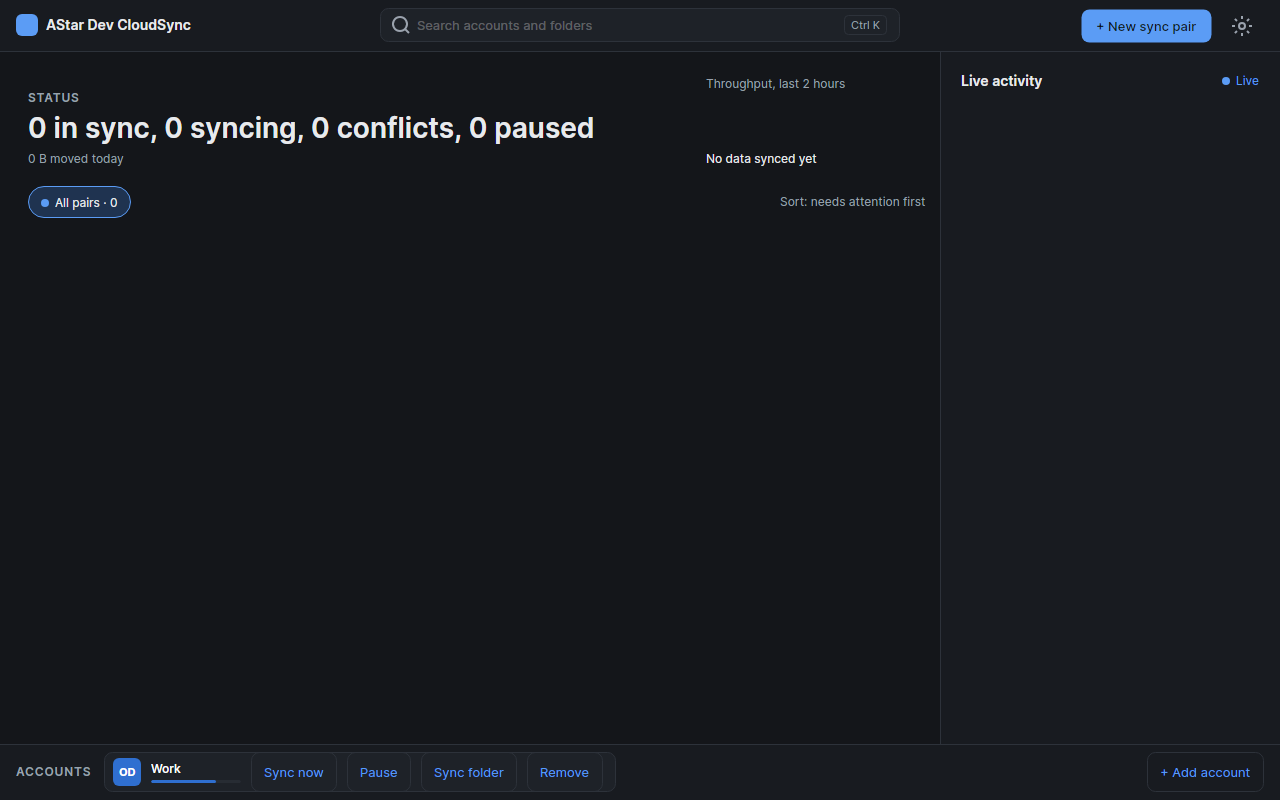 AStar Dev CloudSync
Search accounts and folders
Ctrl K
+ New sync pair
STATUS
0 in sync, 0 syncing, 0 conflicts, 0 paused
0 B moved today
All pairs · 0
Throughput, last 2 hours
No data synced yet
Sort: needs attention first
Live activity
Live
ACCOUNTS
OD
Work
Sync now
Pause
Sync folder
Remove
+ Add account